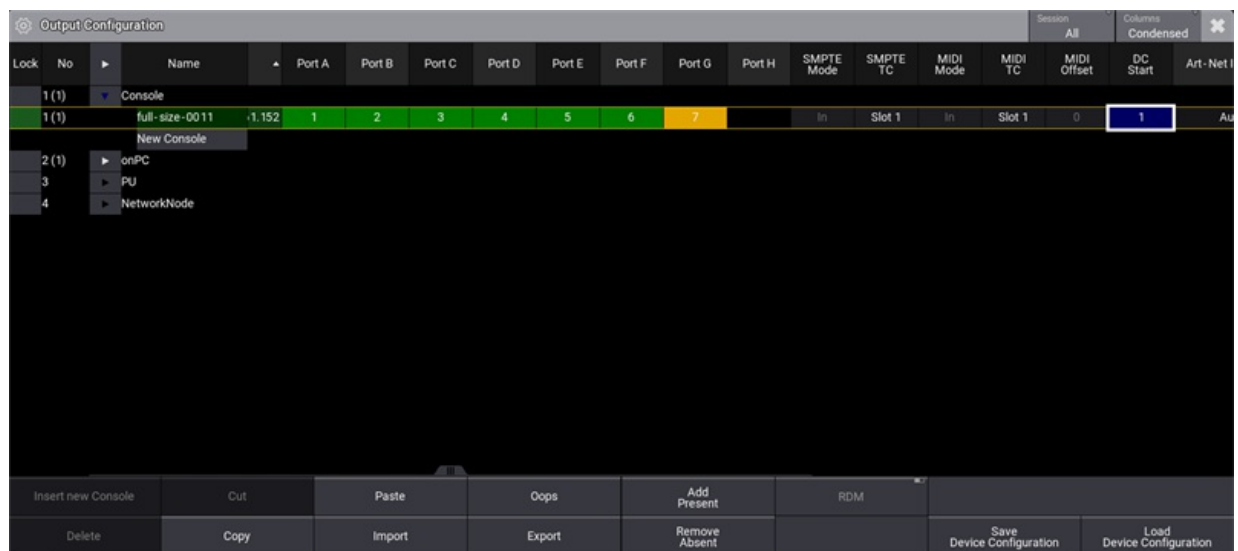 Output Configuration
Session
All
Columns
Condensed
Lock No Name Port A Port B Port C Port D Port E Port F Port G Port H SMPTE Mode SMPTE TC MIDI Mode MIDI TC MIDI Offset DC Start Art-Net
1 (1) Console
1 (1) full-size-0011 1.152 1 2 3 4 5 6 7 In Slot 1 In Slot 1 0 1 Au
New Console
2 (1) onPC
3 PU
4 NetworkNode
Insert new Console Cut Paste Oops Add Present RDM
Delete Copy Import Export Remove Absent Save Device Configuration Load Device Configuration